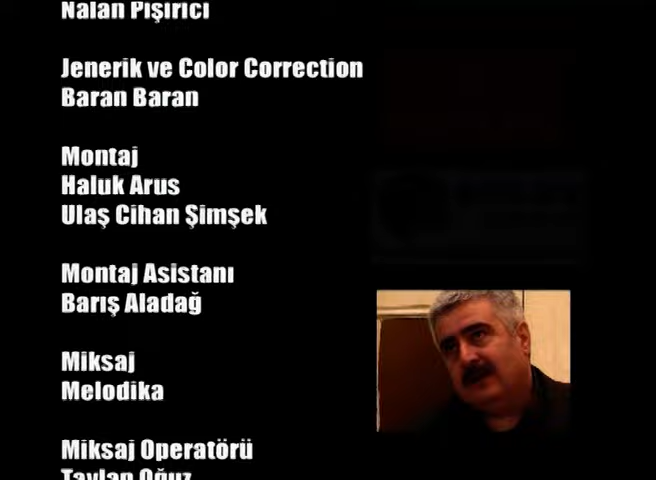 Nalan Pişirici
Jenerik ve Color Correction
Baran Baran
Montaj
Haluk Arus
Ulaş Cihan Şimşek
Montaj Asistanı
Barış Aladağ
Miksaj
Melodika
Miksaj Operatörü
Taylan Oğuz